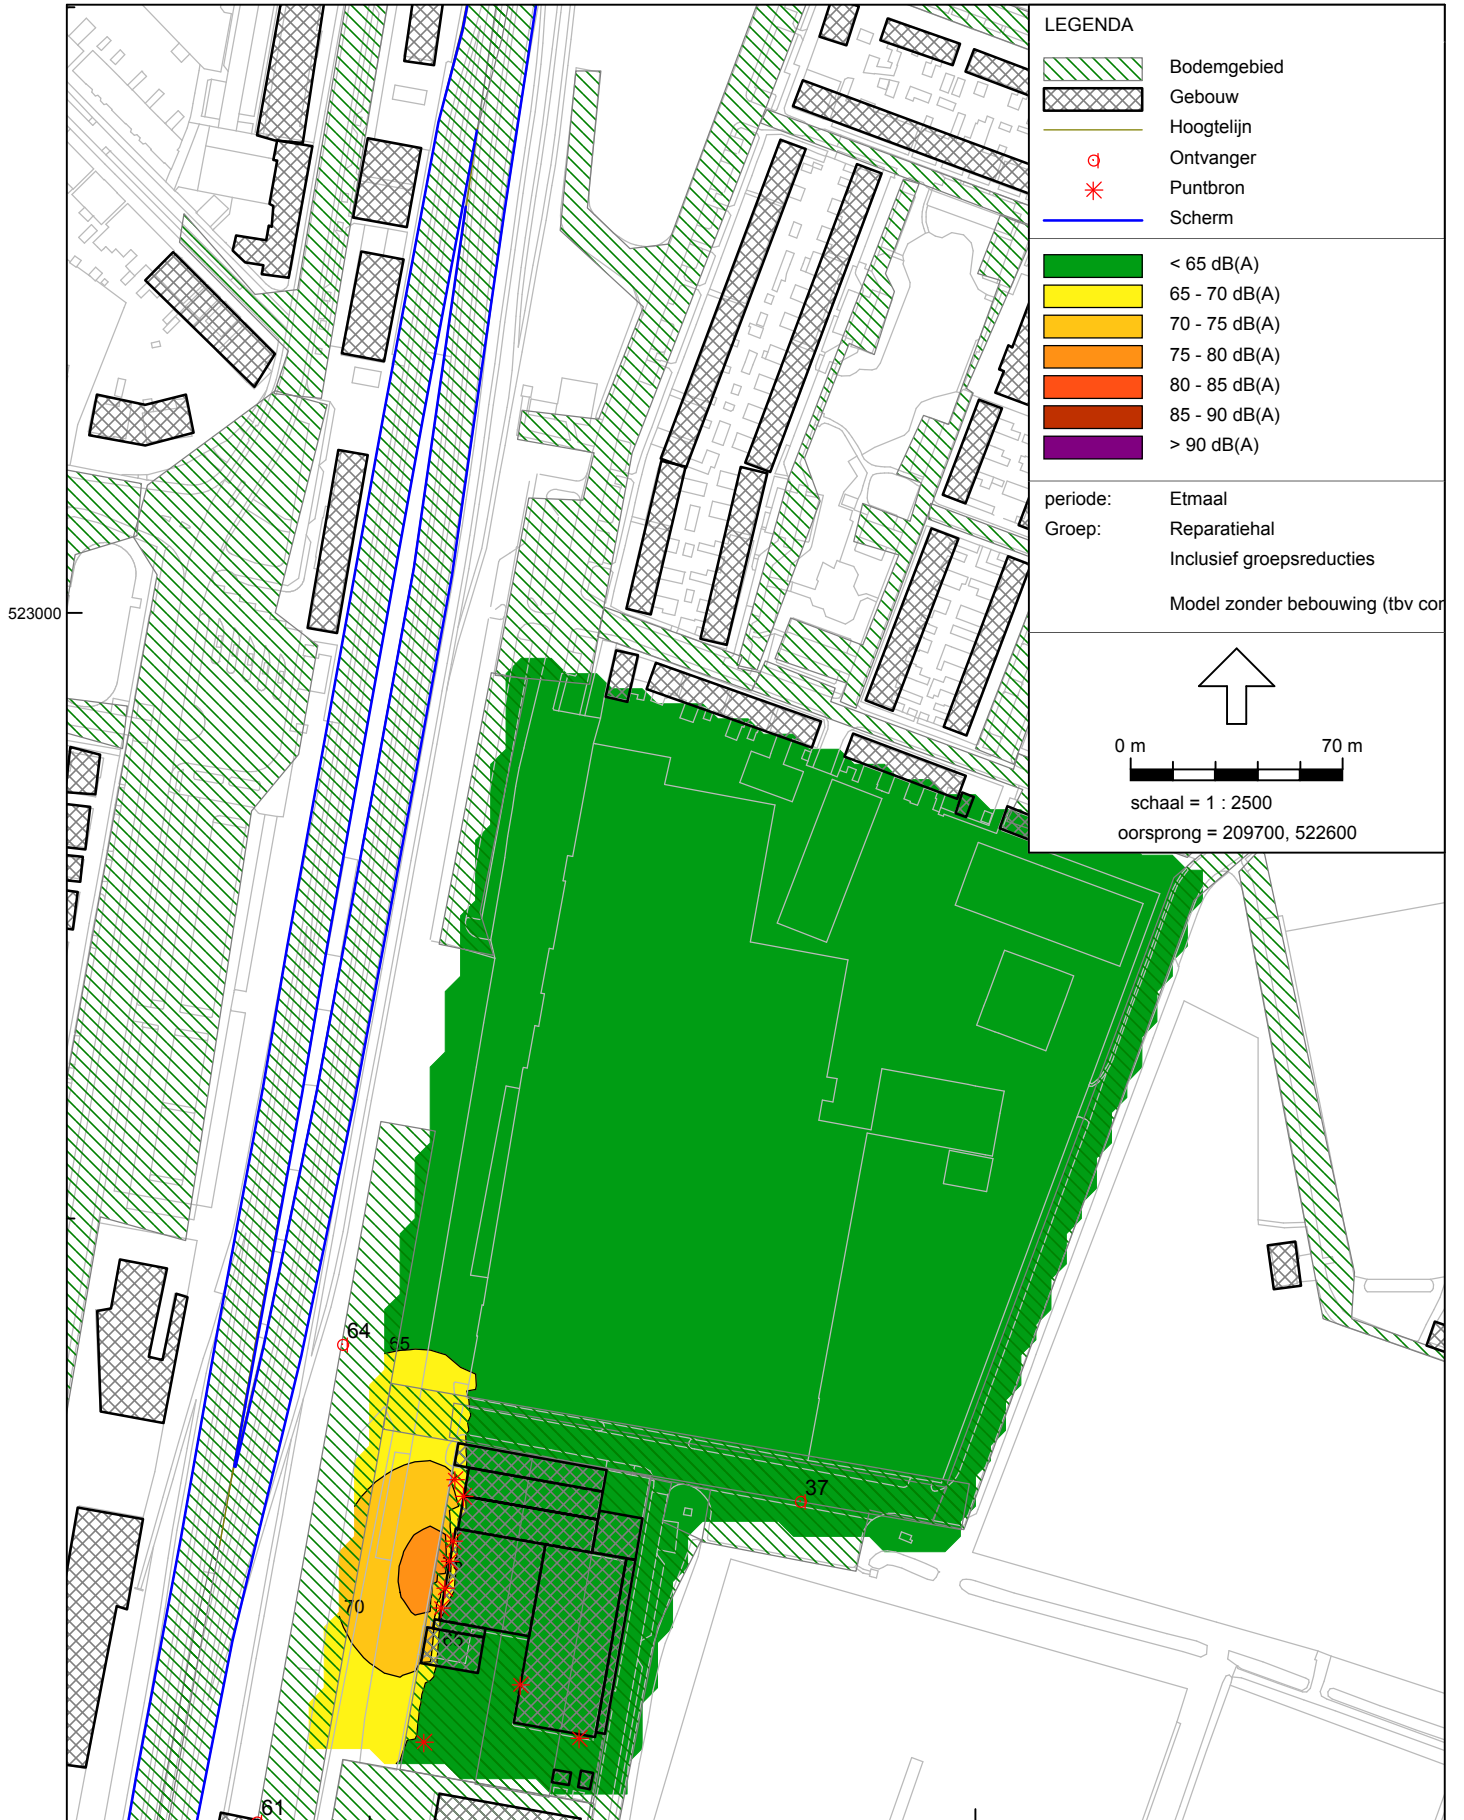 LEGENDA
Bodemgebied
Gebouw
Hoogtelijn
Ontvanger
Puntbron
Scherm
< 65 dB(A)
65 - 70 dB(A)
70 - 75 dB(A)
75 - 80 dB(A)
80 - 85 dB(A)
85 - 90 dB(A)
> 90 dB(A)
periode: Etmaal
Groep: Reparatiehal
Inclusief groepsreducties
Model zonder bebouwing (tbv cor
0 m 70 m
schaal = 1 : 2500
oorsprong = 209700, 522600
523000
64
65
37
70
61